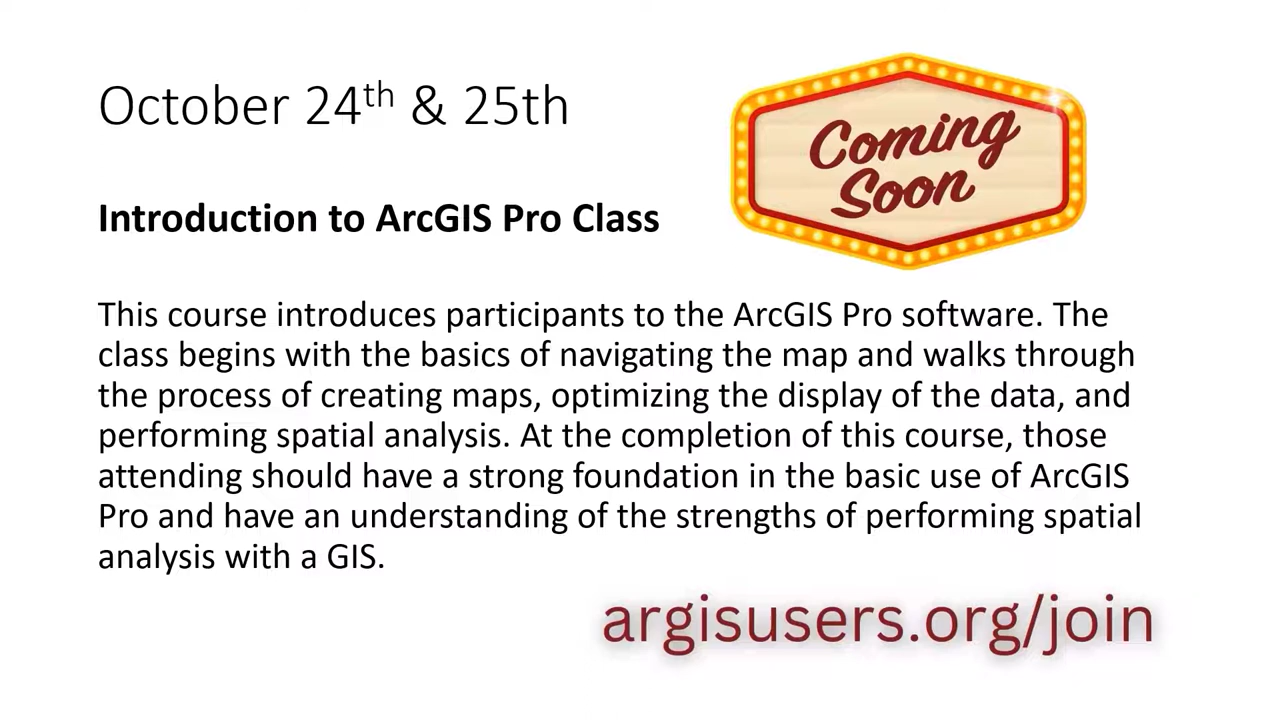 October 24th & 25th
Coming
Soon
Introduction to ArcGIS Pro Class
This course introduces participants to the ArcGIS Pro software. The
class begins with the basics of navigating the map and walks through
the process of creating maps, optimizing the display of the data, and
performing spatial analysis. At the completion of this course, those
attending should have a strong foundation in the basic use of ArcGIS
Pro and have an understanding of the strengths of performing spatial
analysis with a GIS.
argisusers.org/join